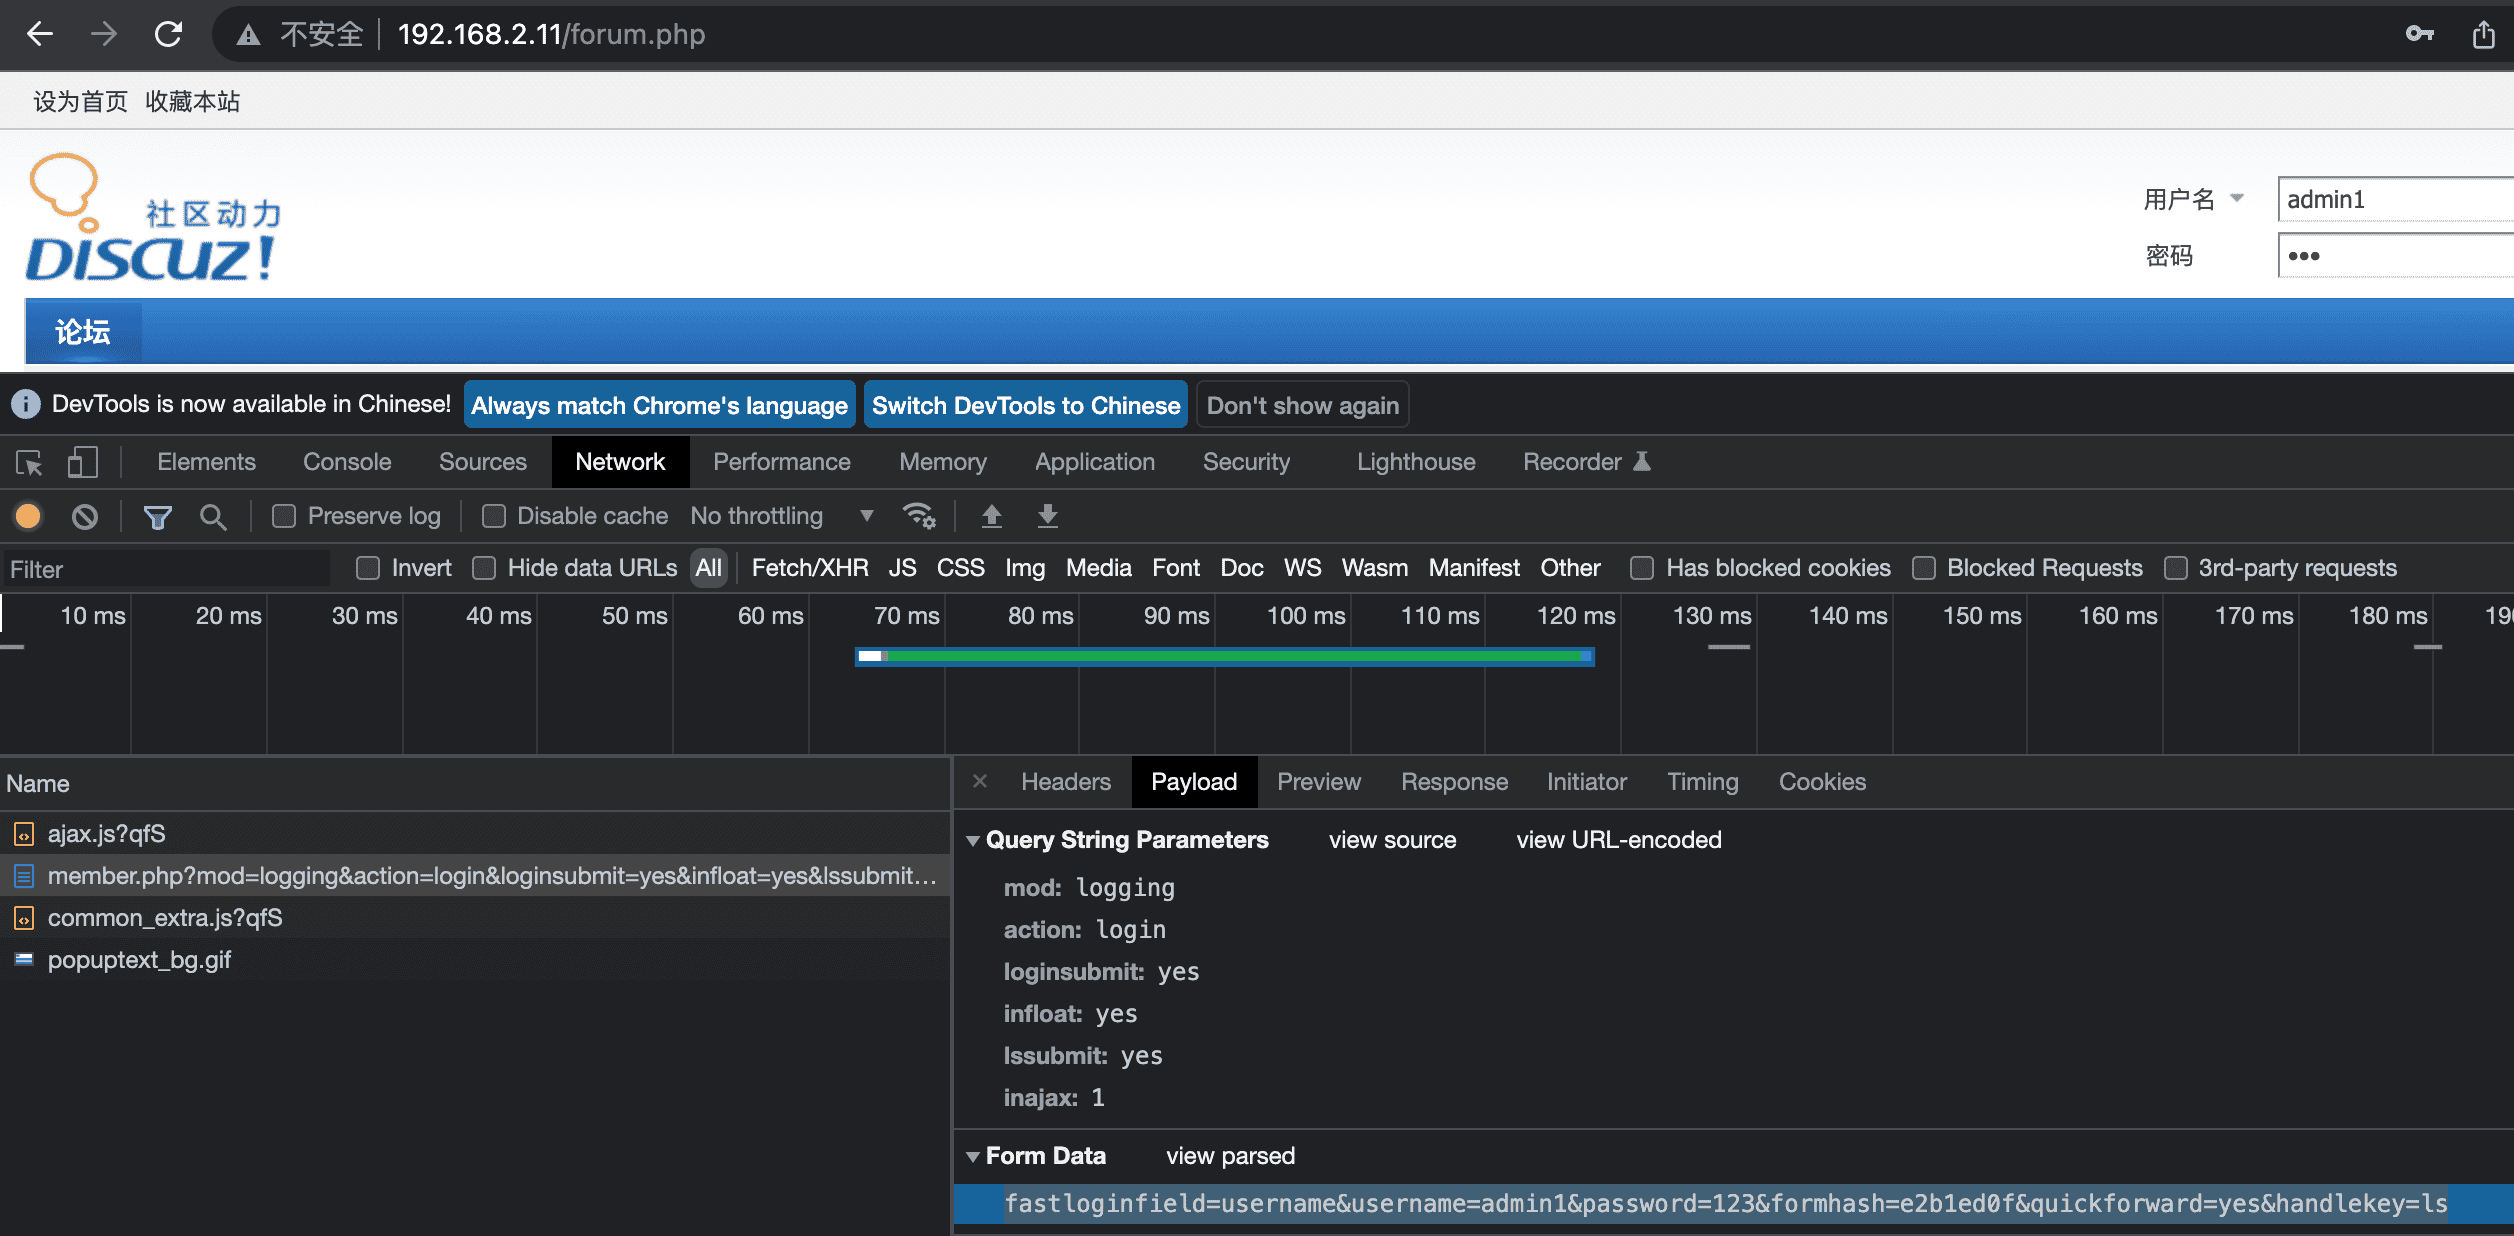 不安全 192.168.2.11/forum.php
设为首页 收藏本站
社区动力
DISCUZ!
用户名 admin1
密码 •••
论坛
DevTools is now available in Chinese! Always match Chrome's language Switch DevTools to Chinese Don't show again
Elements Console Sources Network Performance Memory Application Security Lighthouse Recorder
Preserve log Disable cache No throttling
Filter Invert Hide data URLs All Fetch/XHR JS CSS Img Media Font Doc WS Wasm Manifest Other Has blocked cookies Blocked Requests 3rd-party requests
10 ms 20 ms 30 ms 40 ms 50 ms 60 ms 70 ms 80 ms 90 ms 100 ms 110 ms 120 ms 130 ms 140 ms 150 ms 160 ms 170 ms 180 ms
Name
ajax.js?qfS
member.php?mod=logging&action=login&loginsubmit=yes&infloat=yes&lssubmit…
common_extra.js?qfS
popuptext_bg.gif
Headers Payload Preview Response Initiator Timing Cookies
Query String Parameters view source view URL-encoded
mod: logging
action: login
loginsubmit: yes
infloat: yes
lssubmit: yes
inajax: 1
Form Data view parsed
fastloginfield=username&username=admin1&password=123&formhash=e2b1ed0f&quickforward=yes&handlekey=ls